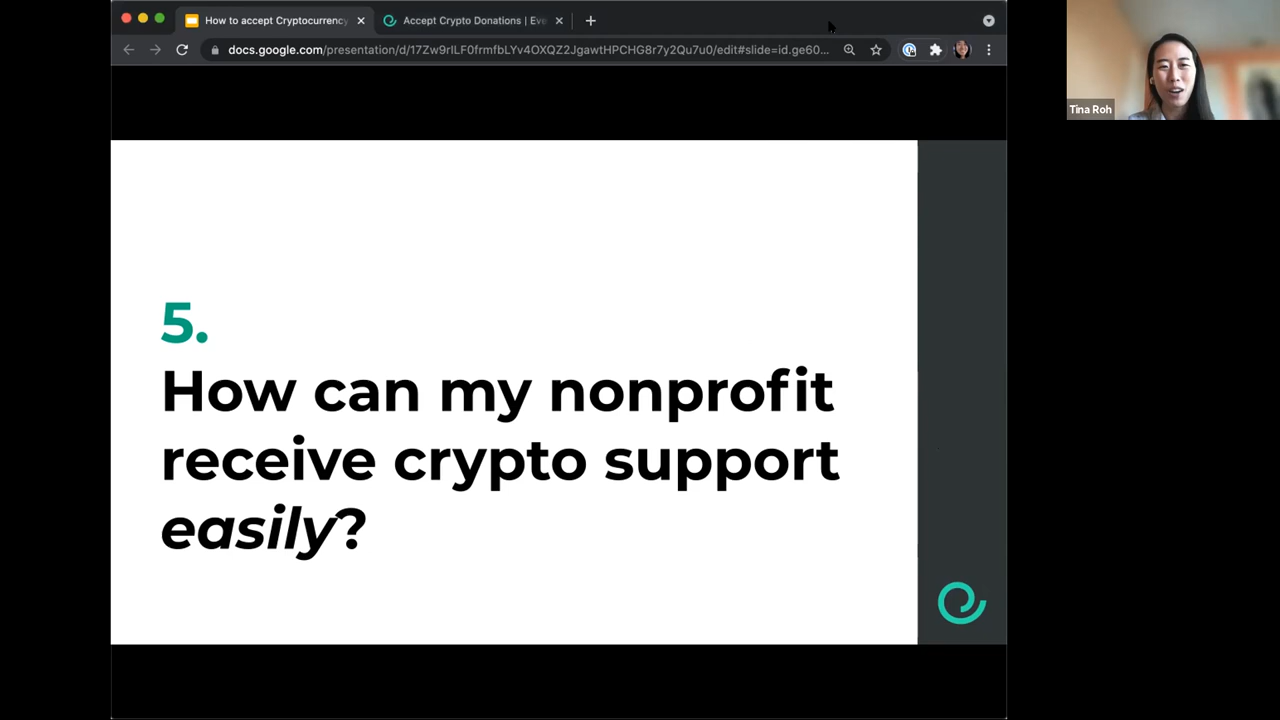 How to accept Cryptocurrency
Accept Crypto Donations | Eve
docs.google.com/presentation/d/17Zw9rILF0frmfbLYv4OXQZ2JgawtHPCHG8r7y2Qu7u0/edit#slide=id.ge60...
Tina Roh
5.
How can my nonprofit
receive crypto support
easily?